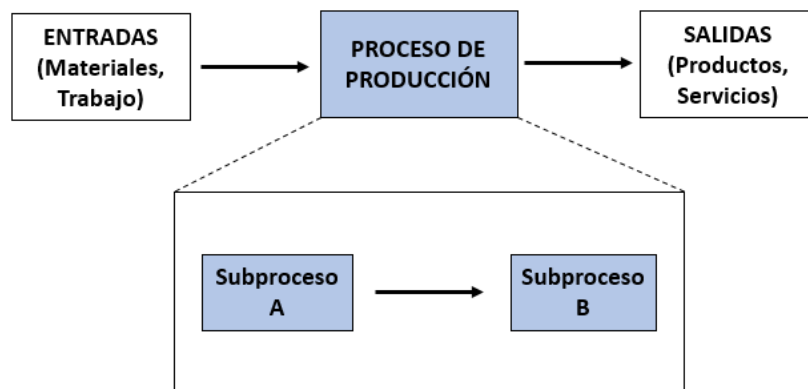 ENTRADAS
(Materiales,
Trabajo)
PROCESO DE
PRODUCCIÓN
SALIDAS
(Productos,
Servicios)
Subproceso
A
Subproceso
B